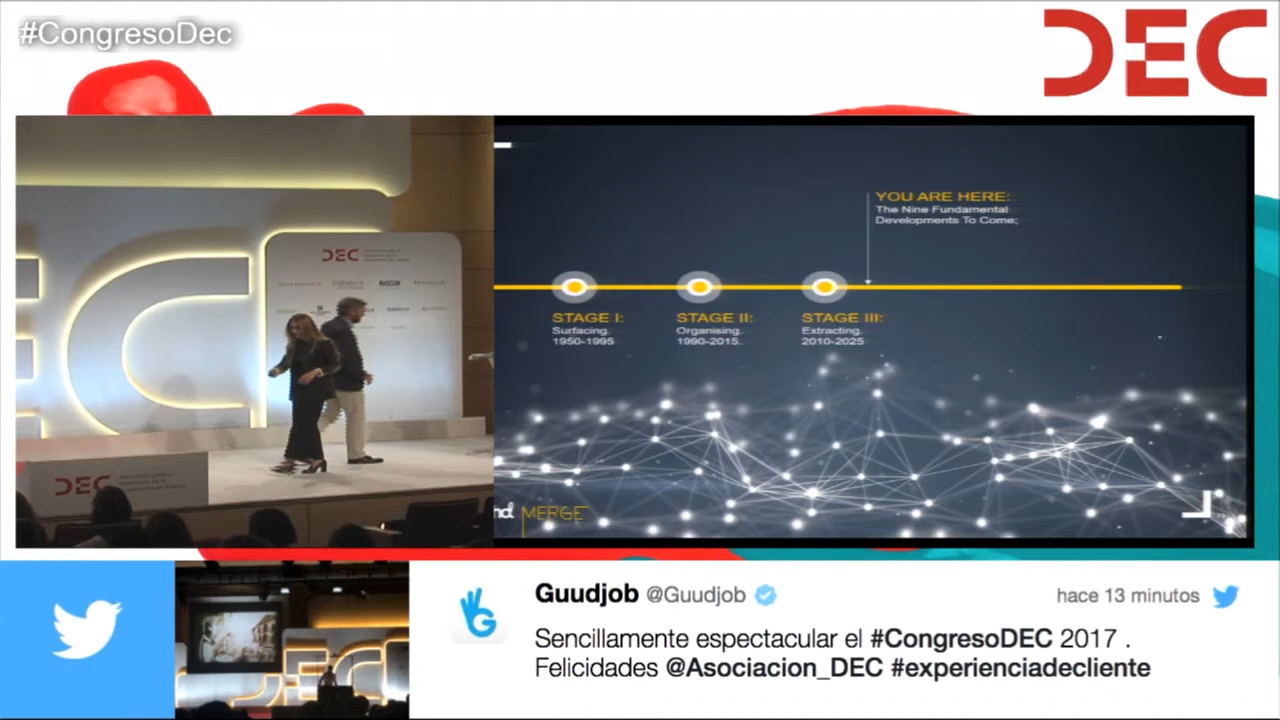 #CongresoDec
DEC
DEC
YOU ARE HERE:
The Nine Fundamental
Developments To Come;
STAGE I:
Surfacing.
1950-1995
STAGE II:
Organising.
1990-2015.
STAGE III:
Extracting.
2010-2025
MERGE
DEC
Guudjob @Guudjob
hace 13 minutos
Sencillamente espectacular el #CongresoDEC 2017 .
Felicidades @Asociacion_DEC #experienciadecliente